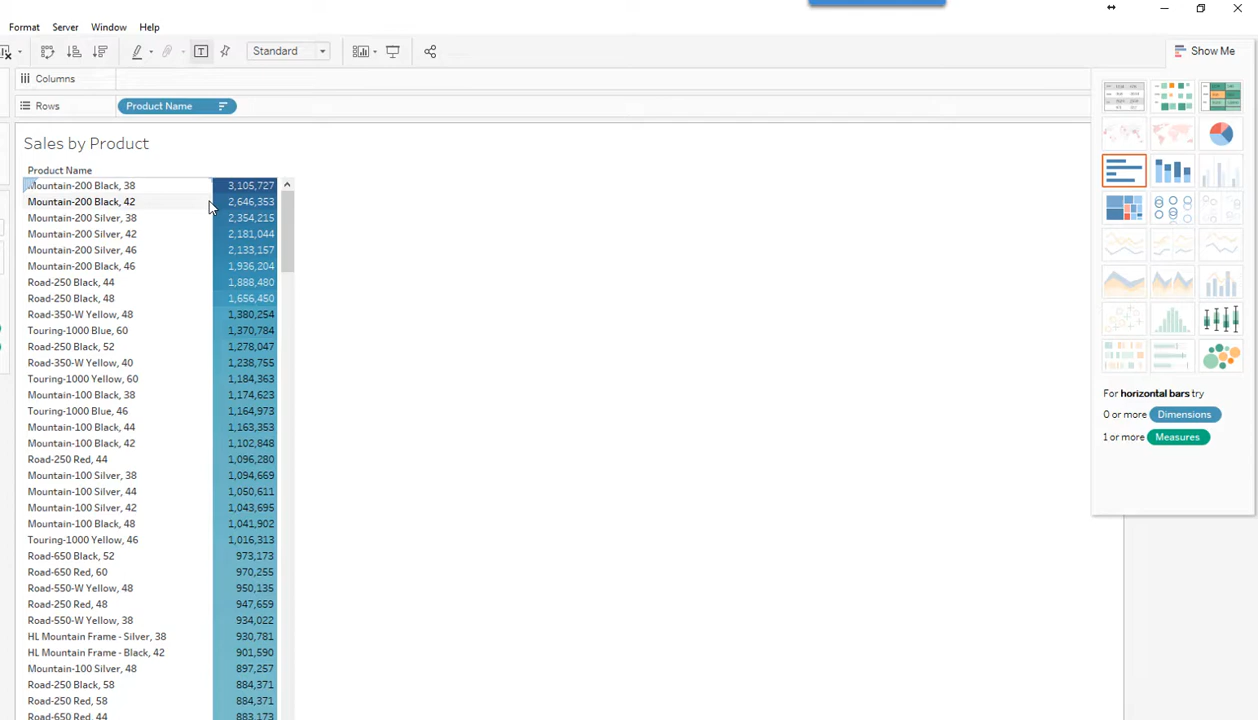 Format Server Window Help
Standard
Show Me
Columns
Rows Product Name
Sales by Product
Product Name
Mountain-200 Black, 38 3,105,727
Mountain-200 Black, 42 2,646,353
Mountain-200 Silver, 38 2,354,215
Mountain-200 Silver, 42 2,181,044
Mountain-200 Silver, 46 2,133,157
Mountain-200 Black, 46 1,936,204
Road-250 Black, 44 1,888,480
Road-250 Black, 48 1,656,450
Road-350-W Yellow, 48 1,380,254
Touring-1000 Blue, 60 1,370,784
Road-250 Black, 52 1,278,047
Road-350-W Yellow, 40 1,238,755
Touring-1000 Yellow, 60 1,184,363
Mountain-100 Black, 38 1,174,623
Touring-1000 Blue, 46 1,164,973
Mountain-100 Black, 44 1,163,353
Mountain-100 Black, 42 1,102,848
Road-250 Red, 44 1,096,280
Mountain-100 Silver, 38 1,094,669
Mountain-100 Silver, 44 1,050,611
Mountain-100 Silver, 42 1,043,695
Mountain-100 Black, 48 1,041,902
Touring-1000 Yellow, 46 1,016,313
Road-650 Black, 52 973,173
Road-650 Red, 60 970,255
Road-550-W Yellow, 48 950,135
Road-250 Red, 48 947,659
Road-550-W Yellow, 38 934,022
HL Mountain Frame - Silver, 38 930,781
HL Mountain Frame - Black, 42 901,590
Mountain-100 Silver, 48 897,257
Road-250 Black, 58 884,371
Road-250 Red, 58 884,371
Road-650 Red, 44 883,173
For horizontal bars try
0 or more Dimensions
1 or more Measures